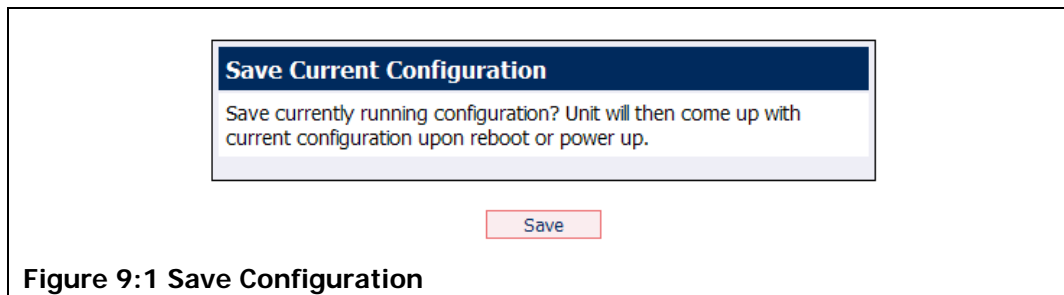 Save Current Configuration
Save currently running configuration? Unit will then come up with
current configuration upon reboot or power up.
Save
Figure 9:1 Save Configuration